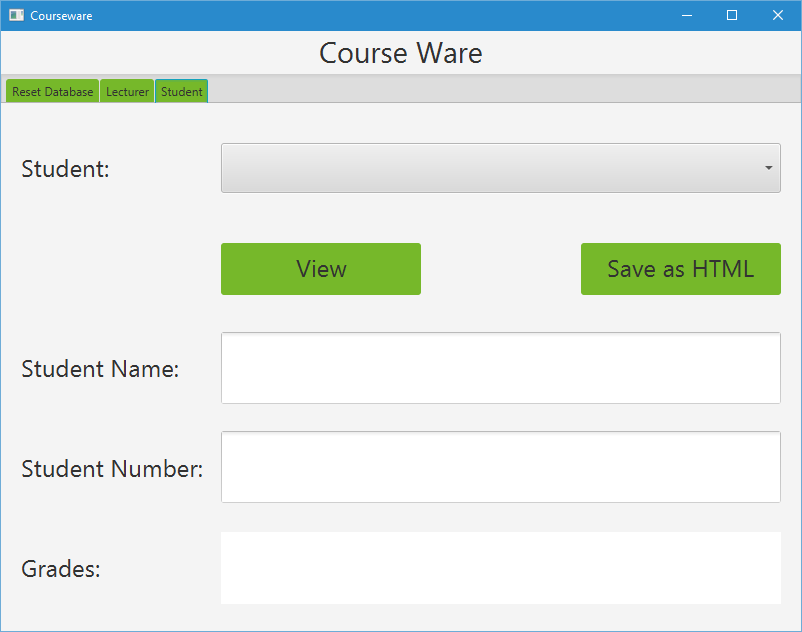 Courseware
Course Ware
Reset Database Lecturer Student
Student:
View Save as HTML
Student Name:
Student Number:
Grades: